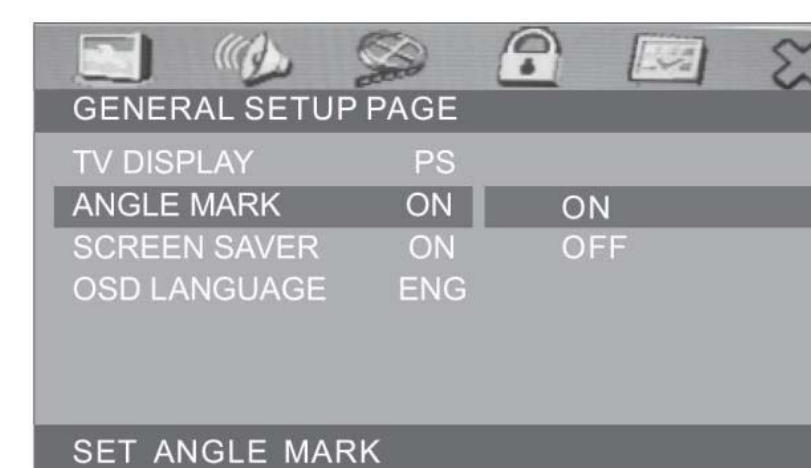 GENERAL SETUP PAGE
TV DISPLAY PS
ANGLE MARK ON ON
SCREEN SAVER ON OFF
OSD LANGUAGE ENG
SET ANGLE MARK